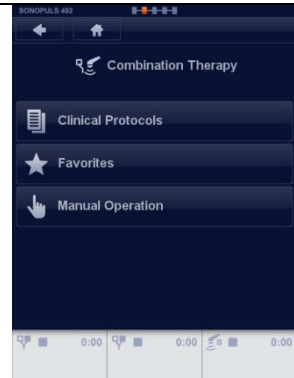 SONOPULS 492
Combination Therapy
Clinical Protocols
Favorites
Manual Operation
0:00 0:00 B 0:00